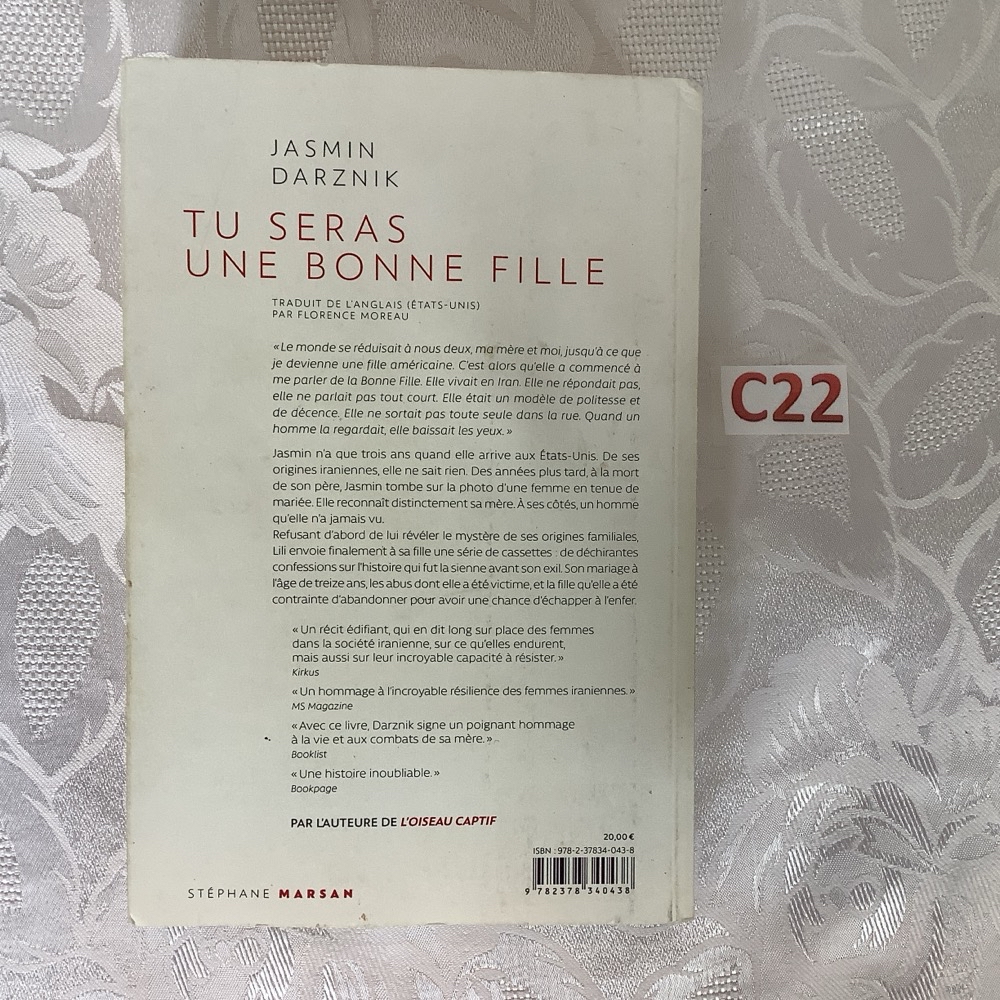 JASMIN
DARZNIK
TU SERAS
UNE BONNE FILLE
TRADUIT DE L'ANGLAIS (ÉTATS-UNIS)
PAR FLORENCE MOREAU
« Le monde se réduisait à nous deux, ma mère et moi, jusqu'à ce que
je devienne une fille américaine. C'est alors qu'elle a commencé à
me parler de la Bonne Fille. Elle vivait en Iran. Elle ne répondait pas,
elle ne parlait pas tout court. Elle était un modèle de politesse et
de décence. Elle ne sortait pas toute seule dans la rue. Quand un
homme la regardait, elle baissait les yeux. »
Jasmin n'a que trois ans quand elle arrive aux États-Unis. De ses
origines iraniennes, elle ne sait rien. Des années plus tard, à la mort
de son père, Jasmin tombe sur la photo d'une femme en tenue de
mariée. Elle reconnaît distinctement sa mère. À ses côtés, un homme
qu'elle n'a jamais vu.
Refusant d'abord de lui révéler le mystère de ses origines familiales,
Lili envoie finalement à sa fille une série de cassettes : de déchirantes
confessions sur l'histoire qui fut la sienne avant son exil. Son mariage à
l'âge de treize ans, les abus dont elle a été victime, et la fille qu'elle a été
contrainte d'abandonner pour avoir une chance d'échapper à l'enfer.
« Un récit édifiant, qui en dit long sur place des femmes
dans la société iranienne, sur ce qu'elles endurent,
mais aussi sur leur incroyable capacité à résister. »
Kirkus
« Un hommage à l'incroyable résilience des femmes iraniennes. »
MS Magazine
« Avec ce livre, Darznik signe un poignant hommage
à la vie et aux combats de sa mère. »
Booklist
« Une histoire inoubliable. »
Bookpage
PAR L'AUTEURE DE L'OISEAU CAPTIF
20,00 €
ISBN : 978-2-37834-043-8
9 782378 340438
STÉPHANE MARSAN
C22